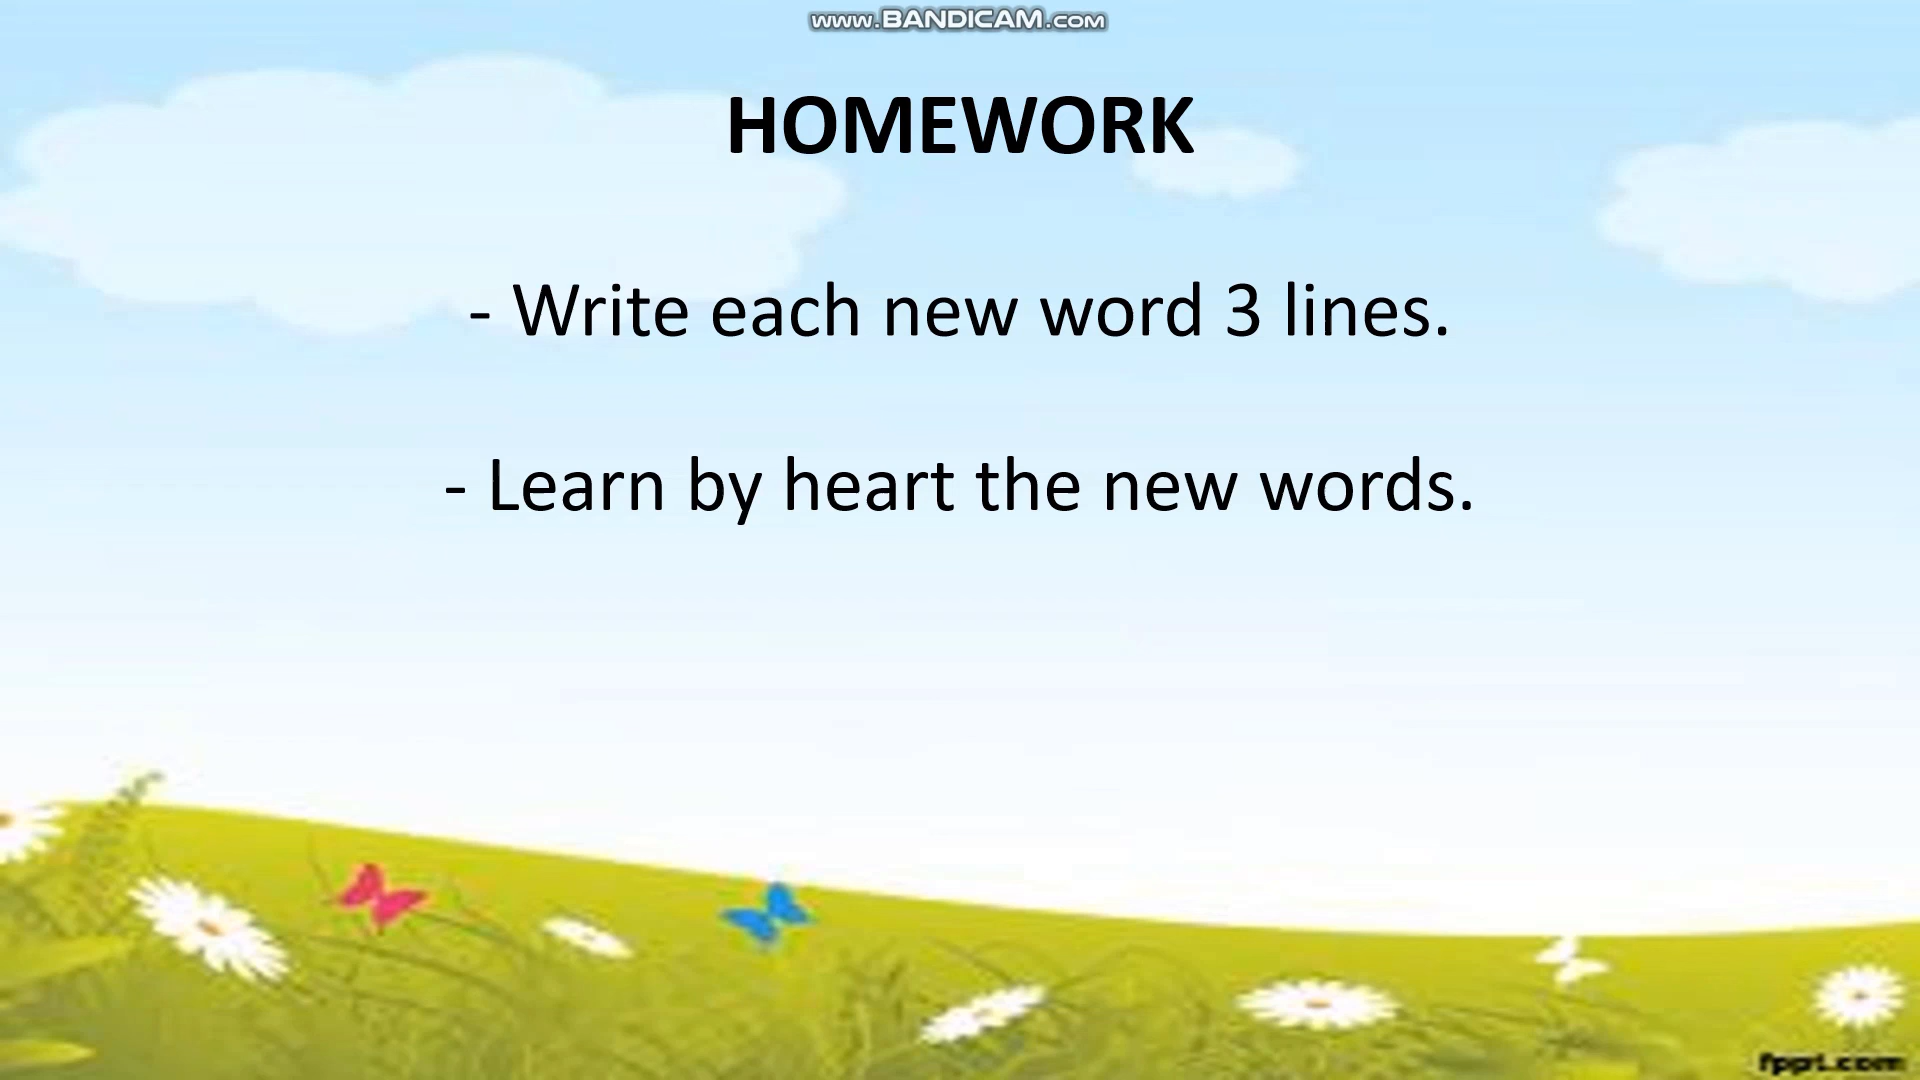 www.BANDICAM.com
HOMEWORK
- Write each new word 3 lines.
- Learn by heart the new words.
fppt.com